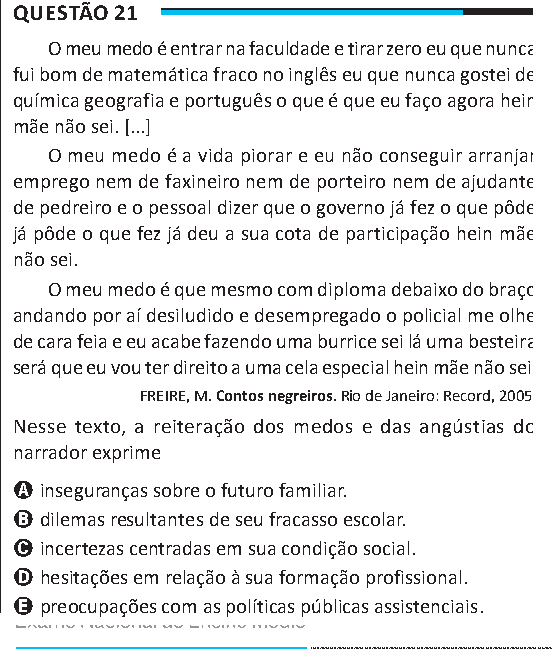 QUESTÃO 21
O meu medo é entrar na faculdade e tirar zero eu que nunca
fui bom de matemática fraco no inglês eu que nunca gostei de
química geografia e português o que é que eu faço agora hein
mãe não sei. [...]
O meu medo é a vida piorar e eu não conseguir arranjar
emprego nem de faxineiro nem de porteiro nem de ajudante
de pedreiro e o pessoal dizer que o governo já fez o que pôde
já pôde o que fez já deu a sua cota de participação hein mãe
não sei.
O meu medo é que mesmo com diploma debaixo do braço
andando por aí desiludido e desempregado o policial me olhe
de cara feia e eu acabe fazendo uma burrice sei lá uma besteira
será que eu vou ter direito a uma cela especial hein mãe não sei
FREIRE, M. Contos negreiros. Rio de Janeiro: Record, 2005
Nesse texto, a reiteração dos medos e das angústias do
narrador exprime
A inseguranças sobre o futuro familiar.
B dilemas resultantes de seu fracasso escolar.
C incertezas centradas em sua condição social.
D hesitações em relação à sua formação profissional.
E preocupações com as políticas públicas assistenciais.
Exame Nacional do Ensino Médio